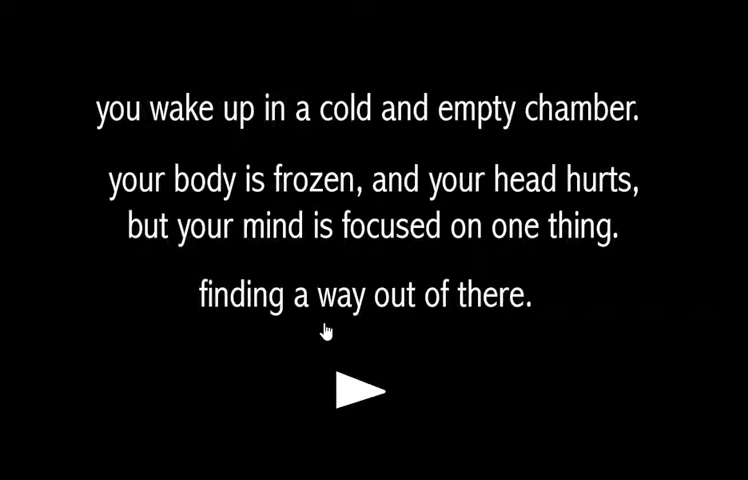 you wake up in a cold and empty chamber.
your body is frozen, and your head hurts,
but your mind is focused on one thing.
finding a way out of there.